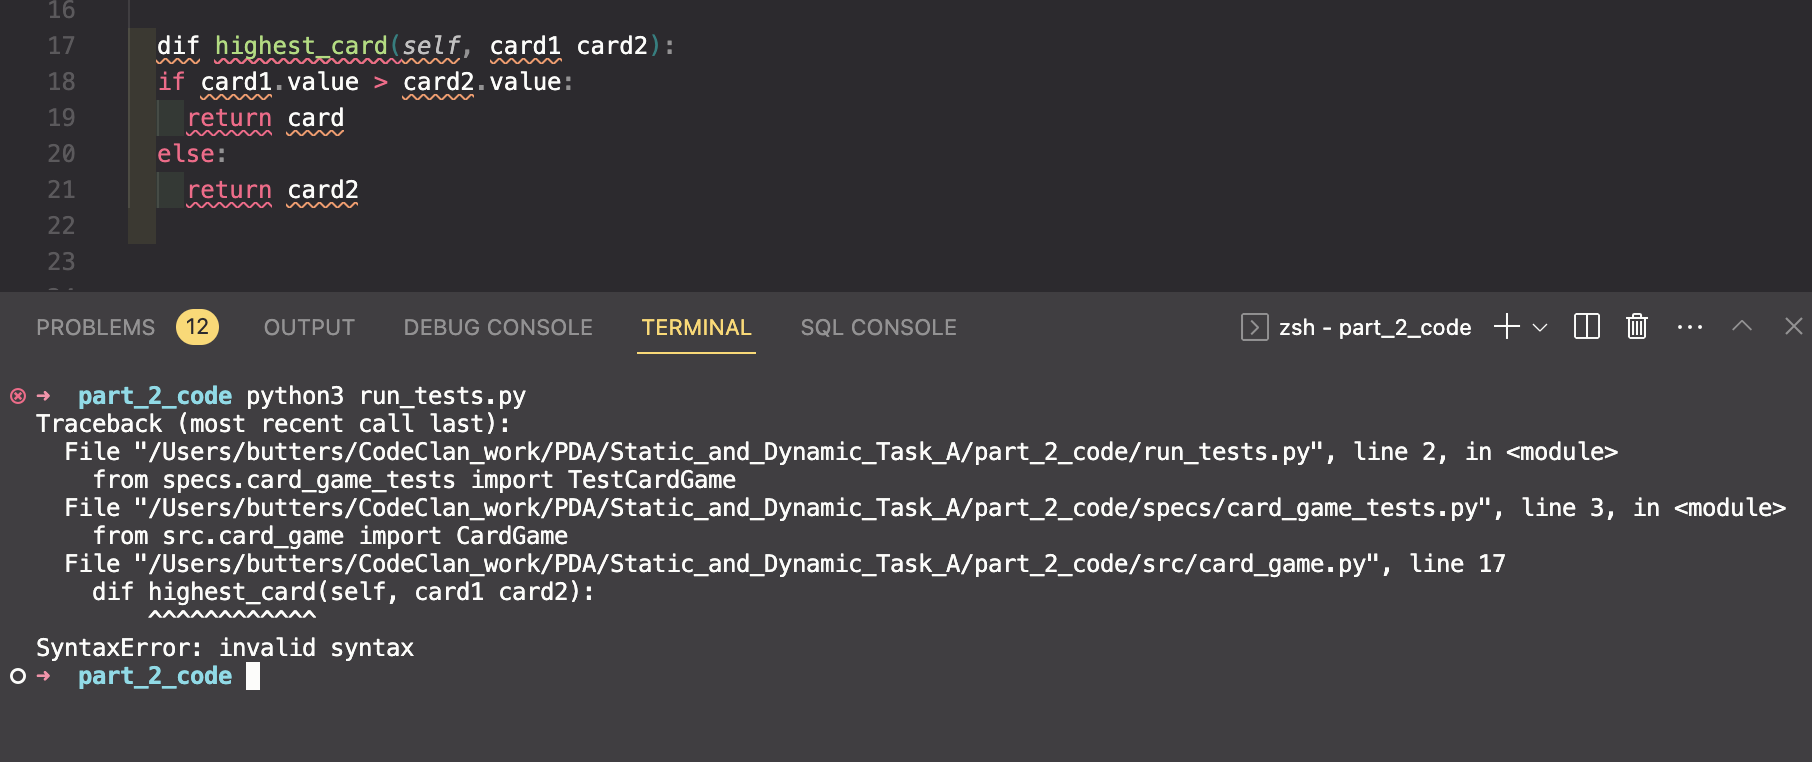 16
17 dif highest_card(self, card1 card2):
18 if card1.value > card2.value:
19 return card
20 else:
21 return card2
22
23
PROBLEMS 12 OUTPUT DEBUG CONSOLE TERMINAL SQL CONSOLE zsh - part_2_code
➜ part_2_code python3 run_tests.py
Traceback (most recent call last):
File "/Users/butters/CodeClan_work/PDA/Static_and_Dynamic_Task_A/part_2_code/run_tests.py", line 2, in <module>
from specs.card_game_tests import TestCardGame
File "/Users/butters/CodeClan_work/PDA/Static_and_Dynamic_Task_A/part_2_code/specs/card_game_tests.py", line 3, in <module>
from src.card_game import CardGame
File "/Users/butters/CodeClan_work/PDA/Static_and_Dynamic_Task_A/part_2_code/src/card_game.py", line 17
dif highest_card(self, card1 card2):
^^^^^^^^^^^^
SyntaxError: invalid syntax
➜ part_2_code